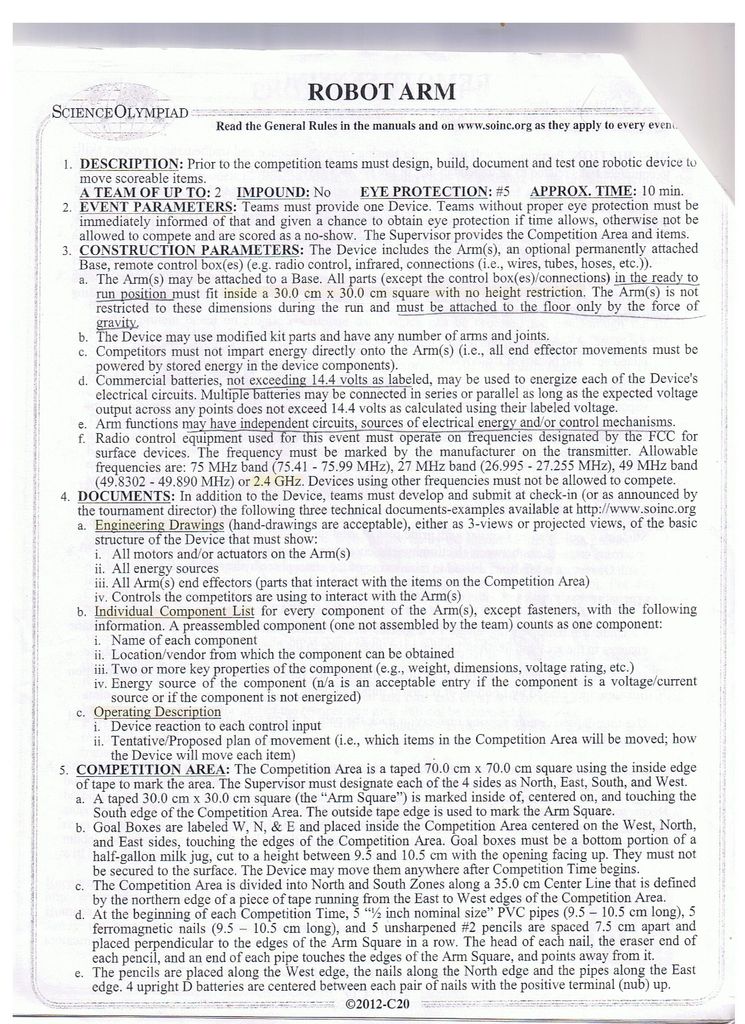 ROBOT ARM
SCIENCE OLYMPIAD
Read the General Rules in the manuals and on www.soinc.org as they apply to every
1. DESCRIPTION: Prior to the competition teams must design, build, document and test one robotic device to
move scoreable items.
A TEAM OF UP TO: 2 IMPOUND: No EYE PROTECTION: #5 APPROX. TIME: 10 min.
2. EVENT PARAMETERS: Teams must provide one Device. Teams without proper eye protection must be
immediately informed of that and given a chance to obtain eye protection if time allows, otherwise not be
allowed to compete and are scored as a no-show. The Supervisor provides the Competition Area and items.
3. CONSTRUCTION PARAMETERS: The Device includes the Arm(s), an optional permanently attached
Base, remote control box(es) (e.g. radio control, infrared, connections (i.e., wires, tubes, hoses, etc.)).
a. The Arm(s) may be attached to a Base. All parts (except the control box(es)/connections) in the ready to
run position must fit inside a 30.0 cm x 30.0 cm square with no height restriction. The Arm(s) is not
restricted to these dimensions during the run and must be attached to the floor only by the force of
gravity.
b. The Device may use modified kit parts and have any number of arms and joints.
c. Competitors must not impart energy directly onto the Arm(s) (i.e., all end effector movements must be
powered by stored energy in the device components).
d. Commercial batteries, not exceeding 14.4 volts as labeled, may be used to energize each of the Device's
electrical circuits. Multiple batteries may be connected in series or parallel as long as the expected voltage
output across any points does not exceed 14.4 volts as calculated using their labeled voltage.
e. Arm functions may have independent circuits, sources of electrical energy and/or control mechanisms.
f. Radio control equipment used for this event must operate on frequencies designated by the FCC for
surface devices. The frequency must be marked by the manufacturer on the transmitter. Allowable
frequencies are: 75 MHz band (75.41 - 75.99 MHz), 27 MHz band (26.995 - 27.255 MHz), 49 MHz band
(49.8302 - 49.890 MHz) or 2.4 GHz. Devices using other frequencies must not be allowed to compete.
4. DOCUMENTS: In addition to the Device, teams must develop and submit at check-in (or as announced by
the tournament director) the following three technical documents-examples available at http://www.soinc.org
a. Engineering Drawings (hand-drawings are acceptable), either as 3-views or projected views, of the basic
structure of the Device that must show:
i. All motors and/or actuators on the Arm(s)
ii. All energy sources
iii. All Arm(s) end effectors (parts that interact with the items on the Competition Area)
iv. Controls the competitors are using to interact with the Arm(s)
b. Individual Component List for every component of the Arm(s), except fasteners, with the following
information. A preassembled component (one not assembled by the team) counts as one component:
i. Name of each component
ii. Location/vendor from which the component can be obtained
iii. Two or more key properties of the component (e.g., weight, dimensions, voltage rating, etc.)
iv. Energy source of the component (n/a is an acceptable entry if the component is a voltage/current
source or if the component is not energized)
c. Operating Description
i. Device reaction to each control input
ii. Tentative/Proposed plan of movement (i.e., which items in the Competition Area will be moved; how
the Device will move each item)
5. COMPETITION AREA: The Competition Area is a taped 70.0 cm x 70.0 cm square using the inside edge
of tape to mark the area. The Supervisor must designate each of the 4 sides as North, East, South, and West.
a. A taped 30.0 cm x 30.0 cm square (the "Arm Square") is marked inside of, centered on, and touching the
South edge of the Competition Area. The outside tape edge is used to mark the Arm Square.
b. Goal Boxes are labeled W, N, & E and placed inside the Competition Area centered on the West, North,
and East sides, touching the edges of the Competition Area. Goal boxes must be a bottom portion of a
half-gallon milk jug, cut to a height between 9.5 and 10.5 cm with the opening facing up. They must not
be secured to the surface. The Device may move them anywhere after Competition Time begins.
c. The Competition Area is divided into North and South Zones along a 35.0 cm Center Line that is defined
by the northern edge of a piece of tape running from the East to West edges of the Competition Area.
d. At the beginning of each Competition Time, 5 "½ inch nominal size" PVC pipes (9.5 – 10.5 cm long), 5
ferromagnetic nails (9.5 – 10.5 cm long), and 5 unsharpened #2 pencils are spaced 7.5 cm apart and
placed perpendicular to the edges of the Arm Square in a row. The head of each nail, the eraser end of
each pencil, and an end of each pipe touches the edges of the Arm Square, and points away from it.
e. The pencils are placed along the West edge, the nails along the North edge and the pipes along the East
edge. 4 upright D batteries are centered between each pair of nails with the positive terminal (nub) up.
©2012-C20